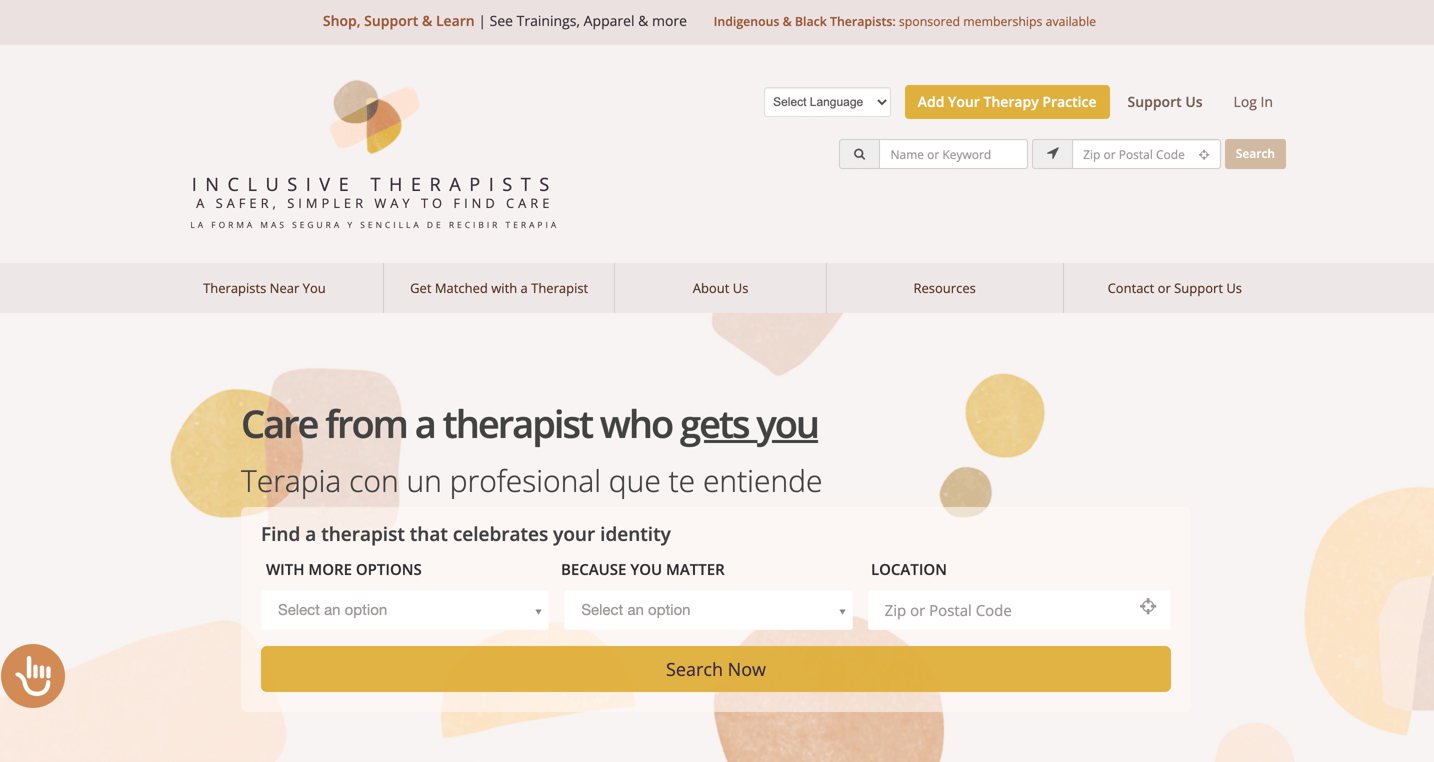 Shop, Support & Learn | See Trainings, Apparel & more Indigenous & Black Therapists: sponsored memberships available
Select Language Add Your Therapy Practice Support Us Log In
Name or Keyword Zip or Postal Code Search
INCLUSIVE THERAPISTS
A SAFER, SIMPLER WAY TO FIND CARE
LA FORMA MAS SEGURA Y SENCILLA DE RECIBIR TERAPIA
Therapists Near You Get Matched with a Therapist About Us Resources Contact or Support Us
Care from a therapist who gets you
Terapia con un profesional que te entiende
Find a therapist that celebrates your identity
WITH MORE OPTIONS BECAUSE YOU MATTER LOCATION
Select an option Select an option Zip or Postal Code
Search Now